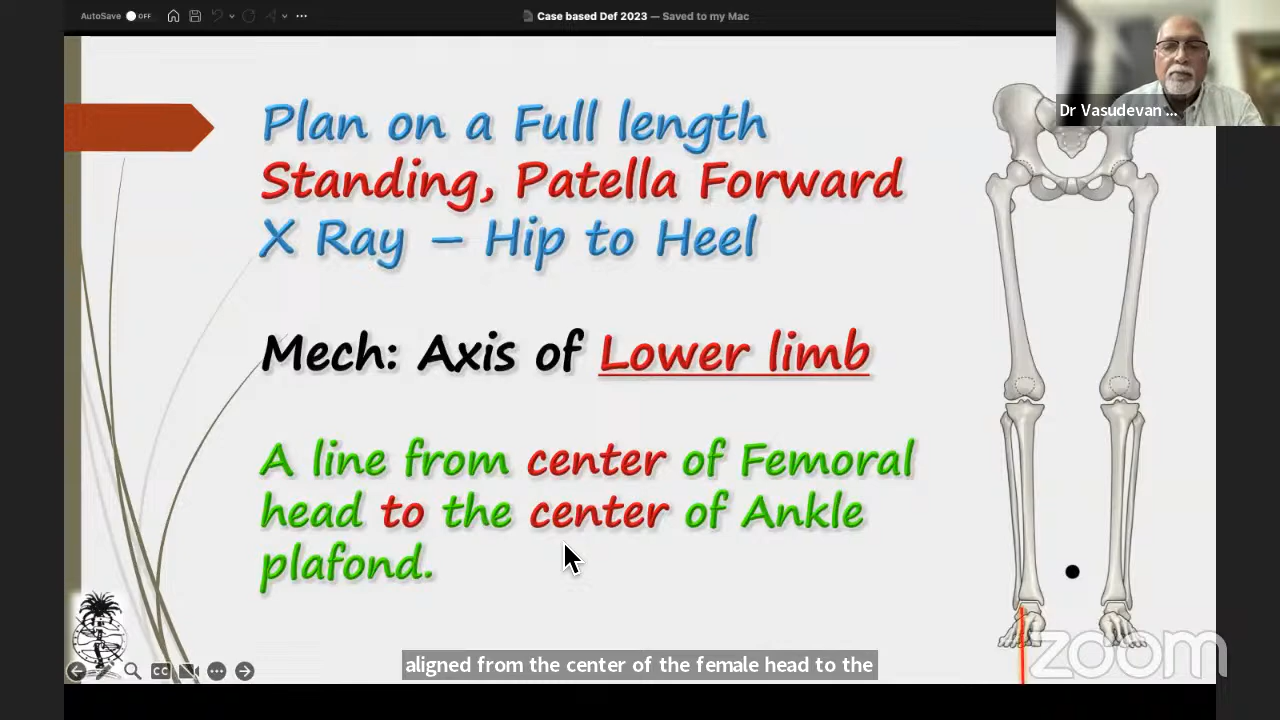 AutoSave OFF
Case based Def 2023 — Saved to my Mac
Dr Vasudevan ...
Plan on a Full length
Standing, Patella Forward
X Ray – Hip to Heel
Mech: Axis of Lower limb
A line from center of Femoral
head to the center of Ankle
plafond.
CC
aligned from the center of the female head to the
zoom